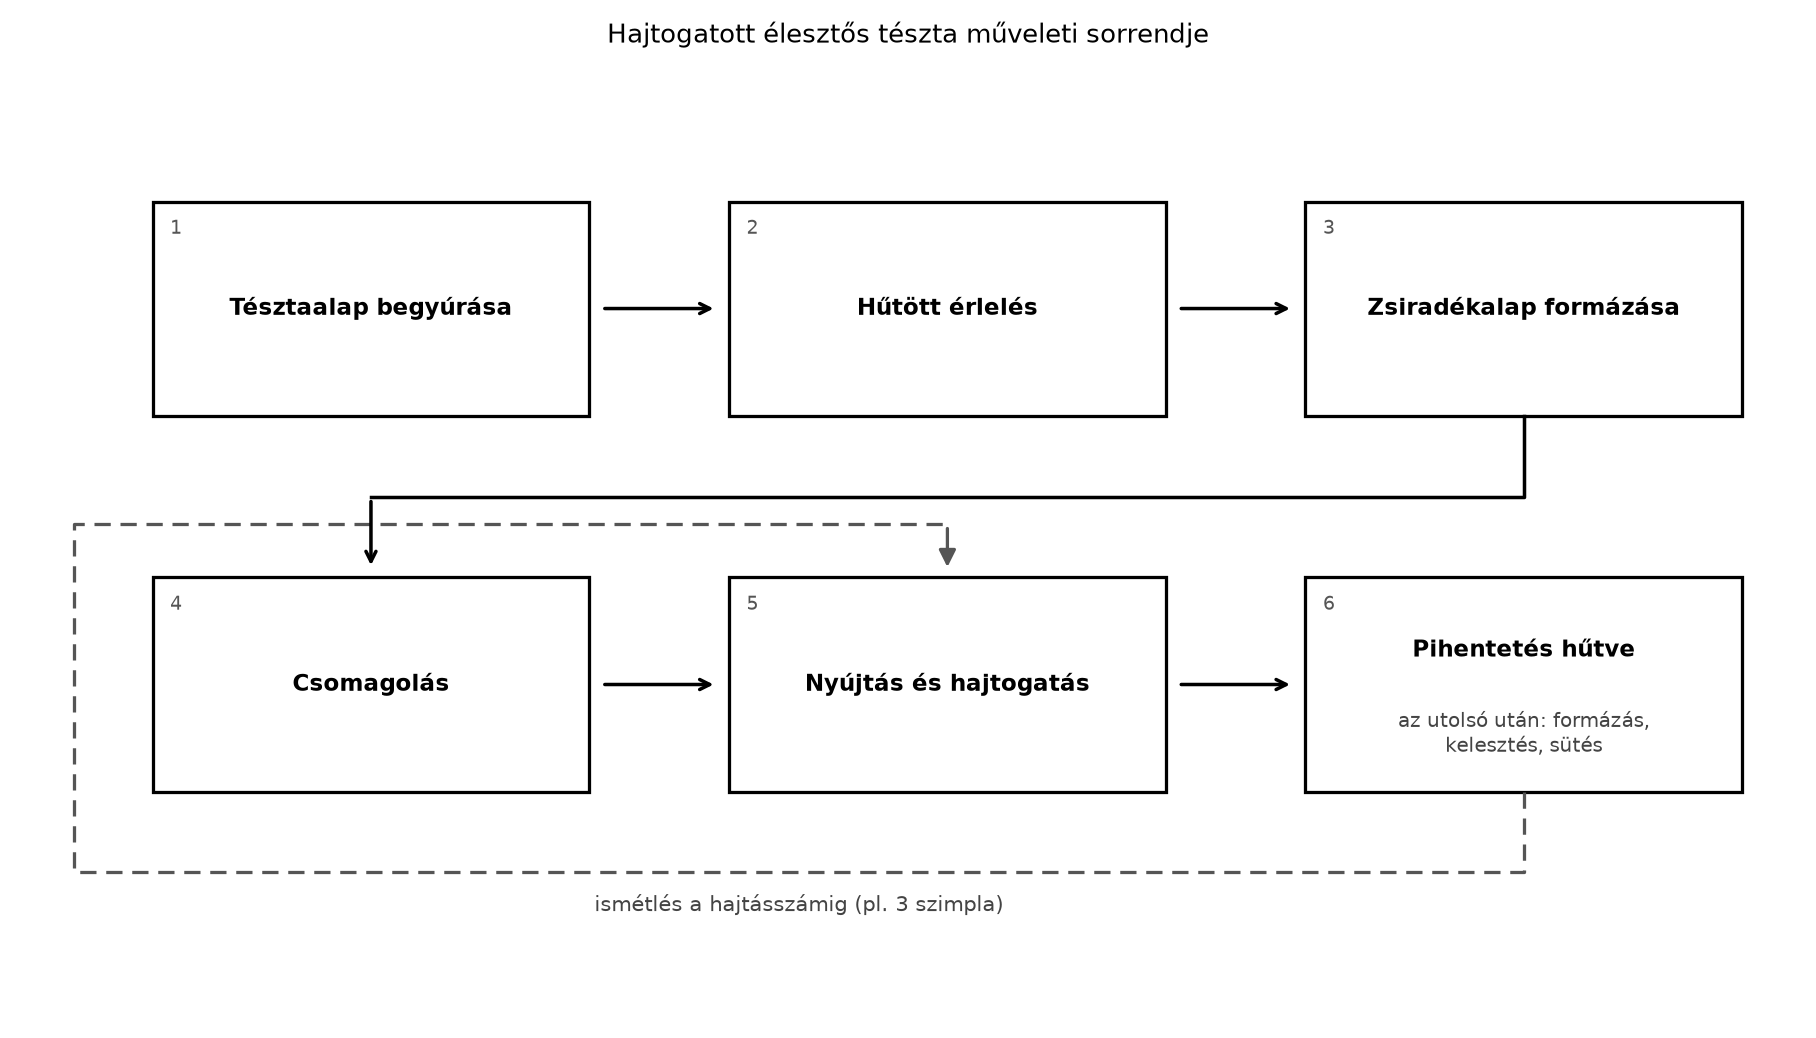 Hajtogatott élesztős tészta műveleti sorrendje
1
Tésztaalap begyúrása
2
Hűtött érlelés
3
Zsiradékalap formázása
4
Csomagolás
5
Nyújtás és hajtogatás
6
Pihentetés hűtve
az utolsó után: formázás,
kelesztés, sütés
ismétlés a hajtásszámig (pl. 3 szimpla)